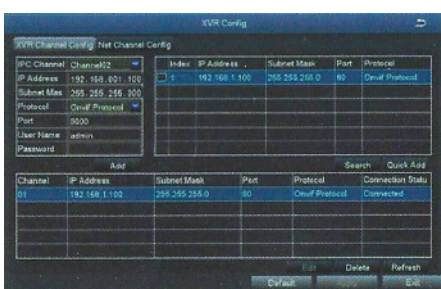 XVR Config
XVR Channel Config Net Channel Config
IPC Channel Channel02
IP Address 192.168.001.100
Subnet Mas 255.255.255.000
Protocol Onvif Protocol
Port 8000
User Name admin
Password
Add
Index IP Address Subnet Mask Port Protocol
1 192.168.1.100 255.255.255.0 80 Onvif Protocol
Search Quick Add
Channel IP Address Subnet Mask Port Protocol Connection Statu
01 192.168.1.100 255.255.255.0 80 Onvif Protocol Connected
Edit Delete Refresh
Default Apply Exit